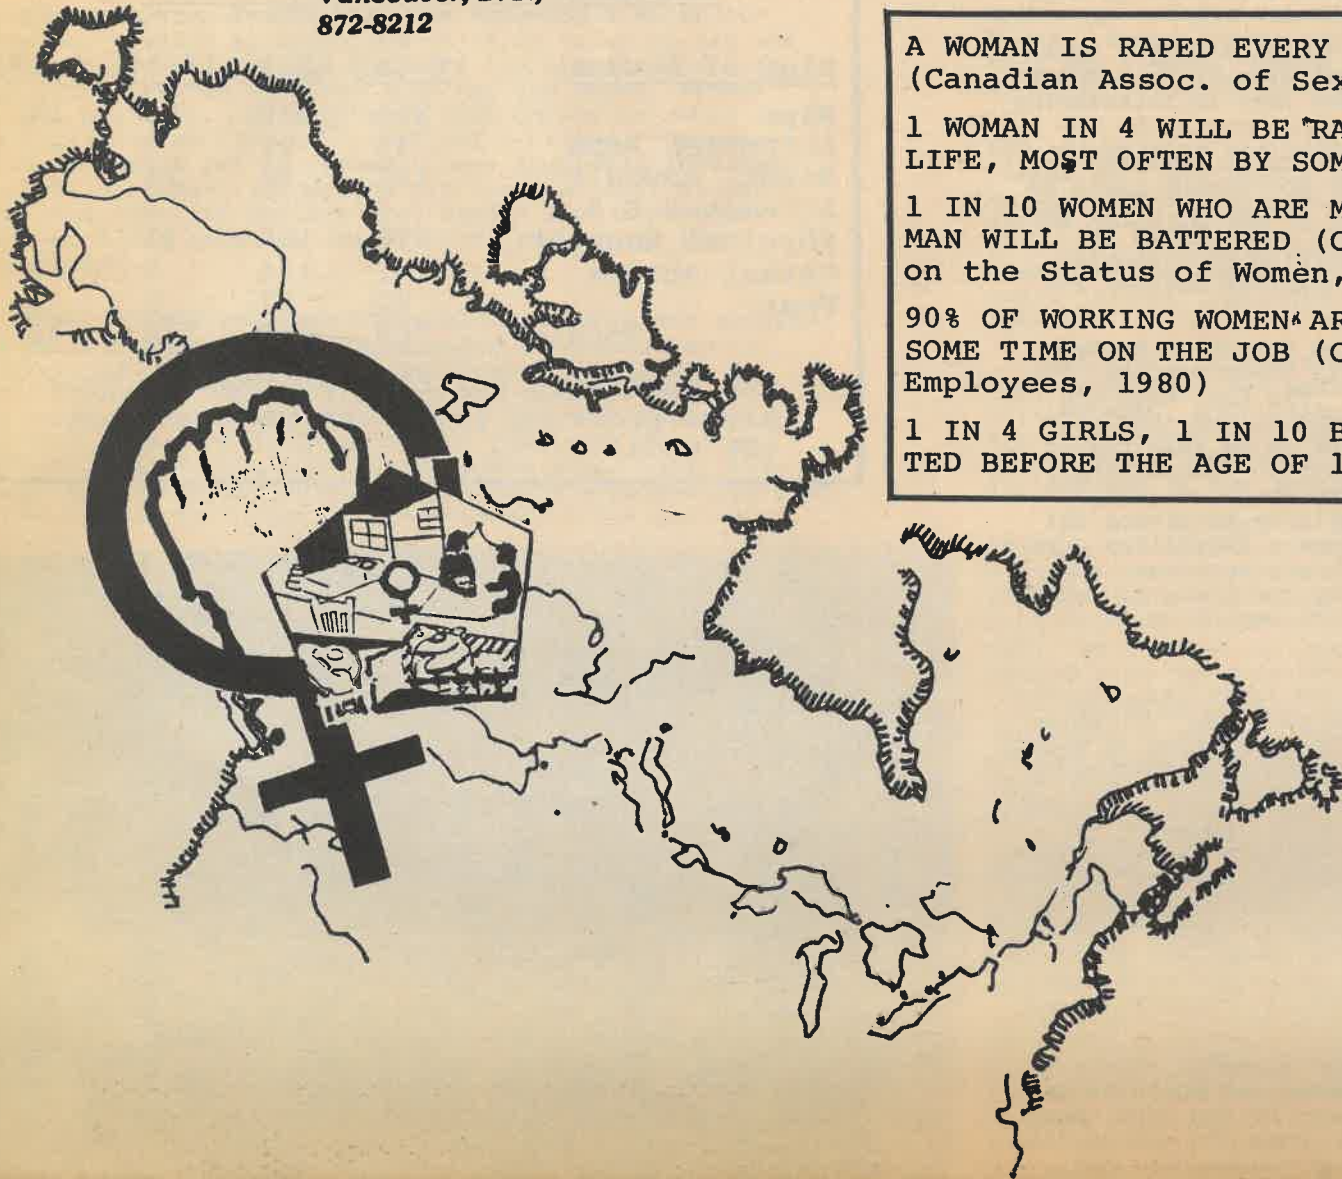 872-8212
A WOMAN IS RAPED EVERY
(Canadian Assoc. of Sex
1 WOMAN IN 4 WILL BE RA
LIFE, MOST OFTEN BY SOM
1 IN 10 WOMEN WHO ARE M
MAN WILL BE BATTERED (C
on the Status of Women,
90% OF WORKING WOMEN AR
SOME TIME ON THE JOB (C
Employees, 1980)
1 IN 4 GIRLS, 1 IN 10 B
TED BEFORE THE AGE OF 1